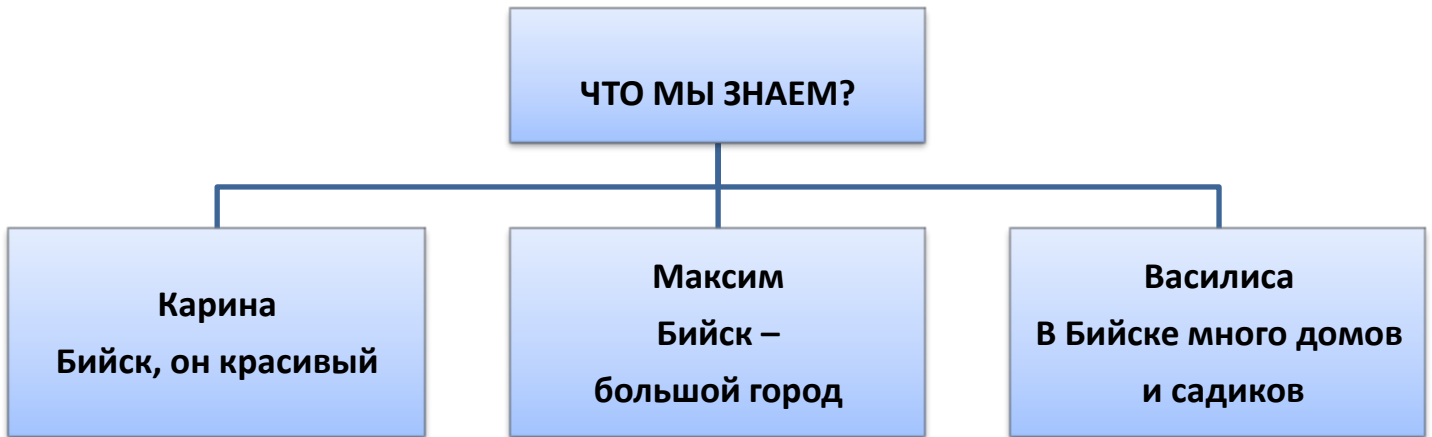 ЧТО МЫ ЗНАЕМ?
Карина
Бийск, он красивый
Максим
Бийск –
большой город
Василиса
В Бийске много домов
и садиков